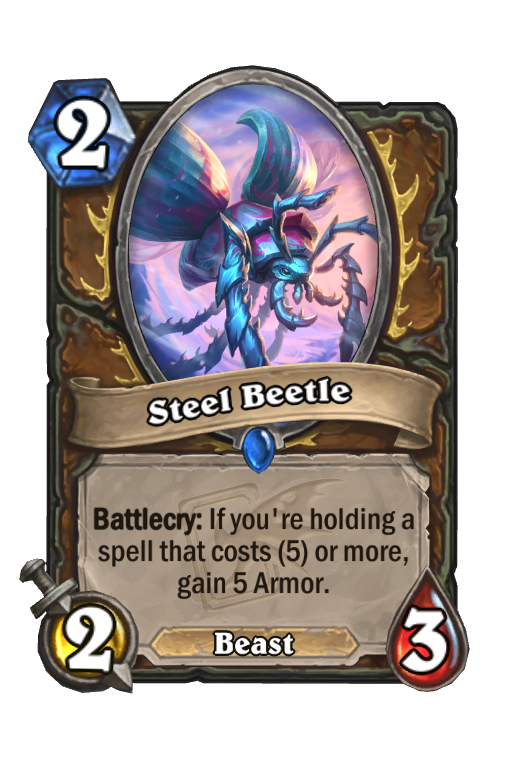 2
Steel Beetle
Battlecry: If you're holding a
spell that costs (5) or more,
gain 5 Armor.
2
Beast
3